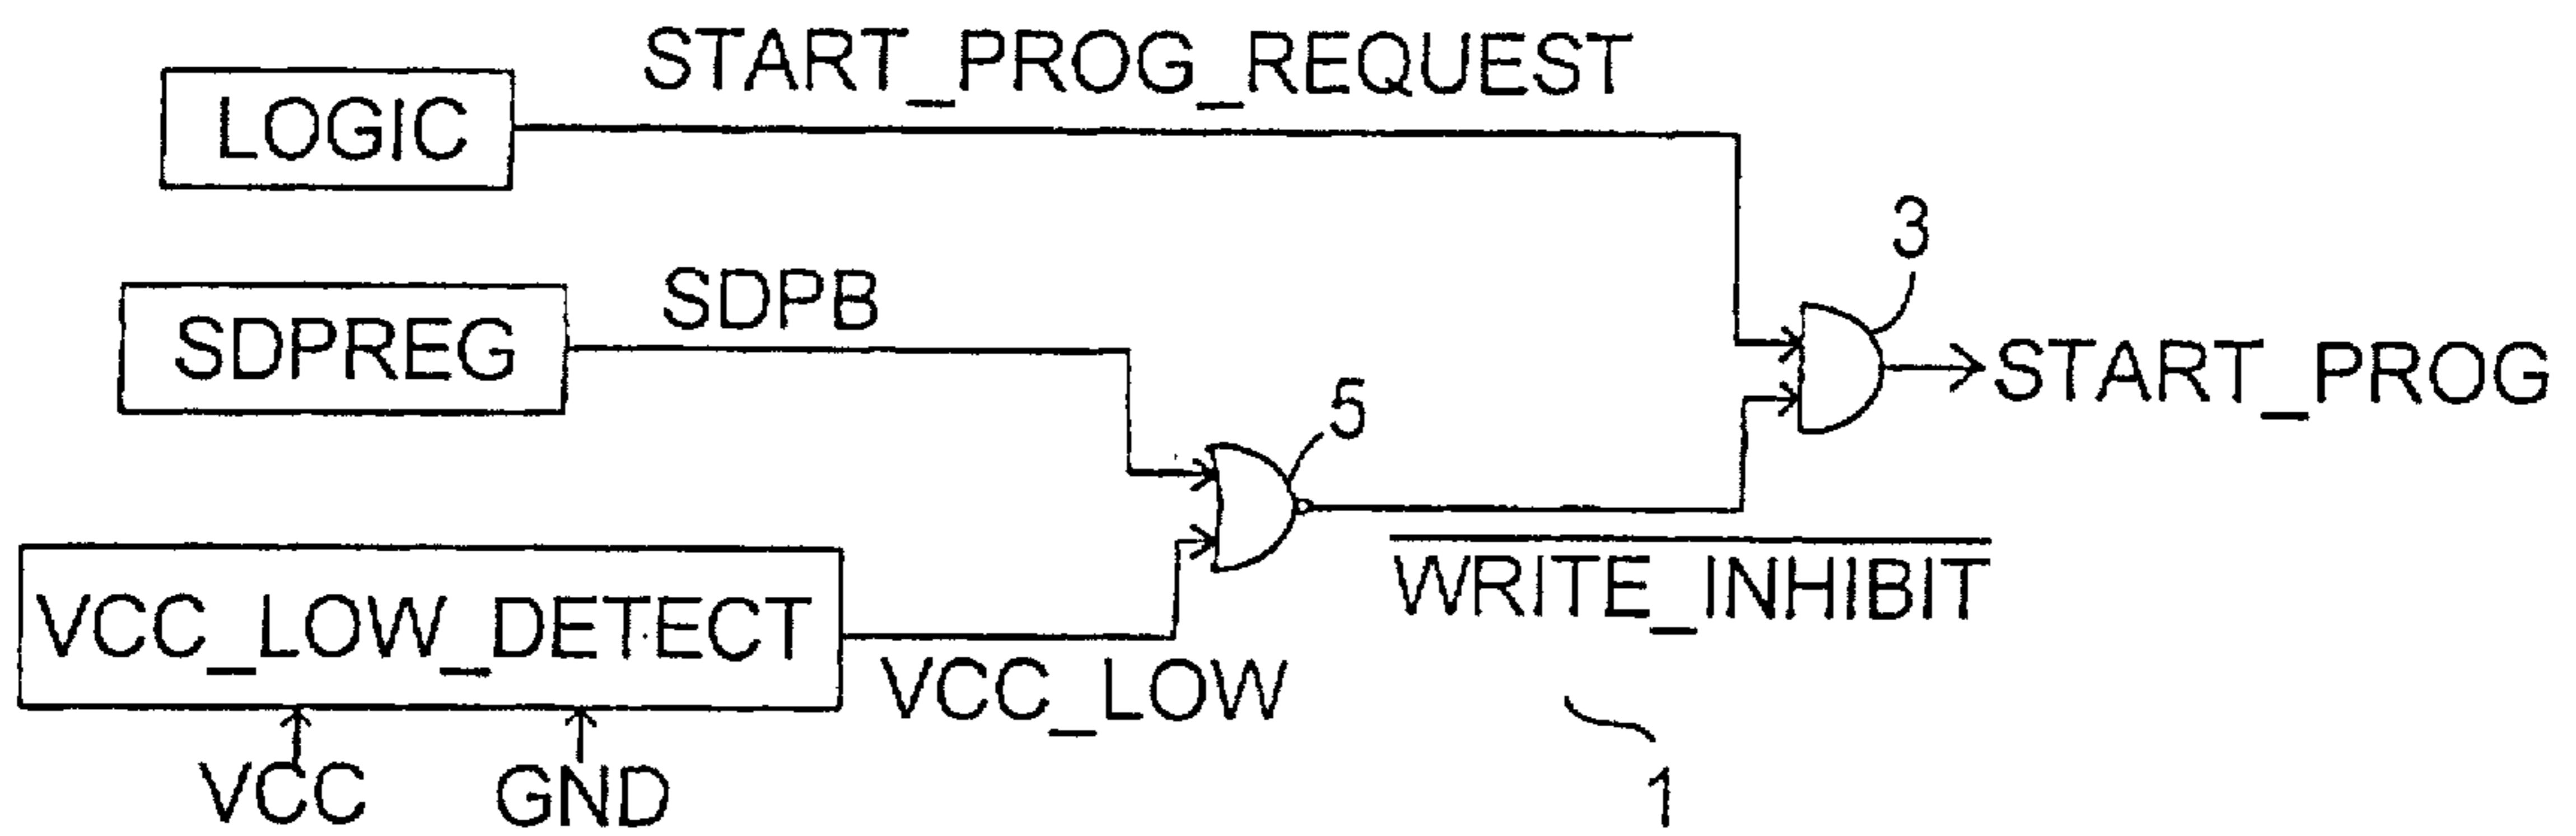 START_PROG_REQUEST
LOGIC
3
SDPB
SDPREG
START_PROG
5
WRITE_INHIBIT
VCC_LOW_DETECT
VCC_LOW
VCC
GND
1